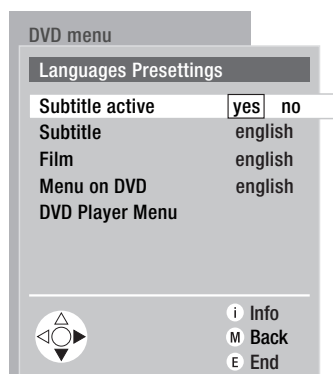 DVD menu
Languages Presettings
Subtitle active yes no
Subtitle english
Film english
Menu on DVD english
DVD Player Menu
i Info
M Back
E End